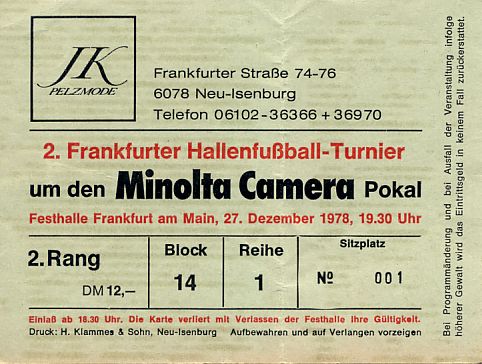 JK
PELZMODE
Frankfurter Straße 74-76
6078 Neu-Isenburg
Telefon 06102-36366 + 36970
2. Frankfurter Hallenfußball-Turnier
um den Minolta Camera Pokal
Festhalle Frankfurt am Main, 27. Dezember 1978, 19.30 Uhr
2. Rang
DM 12,—
Block
14
Reihe
1
Sitzplatz
№ 001
Einlaß ab 18.30 Uhr. Die Karte verliert mit Verlassen der Festhalle ihre Gültigkeit.
Druck: H. Klammes & Sohn, Neu-Isenburg Aufbewahren und auf Verlangen vorzeigen
Bei Programmänderung und bei Ausfall der Veranstaltung infolge
höherer Gewalt wird das Eintrittsgeld in keinem Fall zurückerstattet.